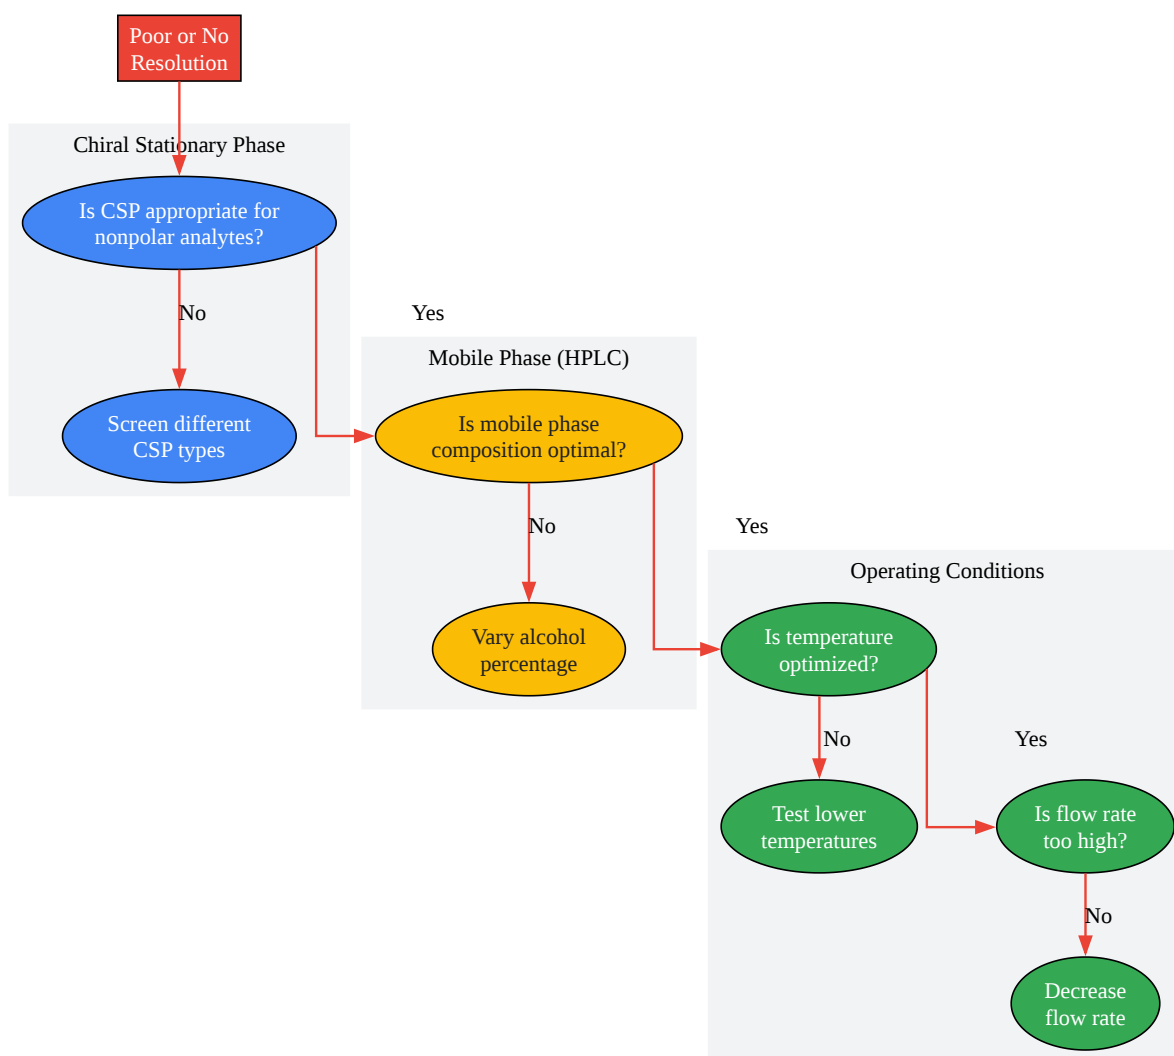 Poor or No
Resolution
Chiral Stationary Phase
Is CSP appropriate for
nonpolar analytes?
No
Yes
Screen different
CSP types
Mobile Phase (HPLC)
Is mobile phase
composition optimal?
No
Yes
Vary alcohol
percentage
Operating Conditions
Is temperature
optimized?
No
Yes
Test lower
temperatures
Is flow rate
too high?
No
Decrease
flow rate